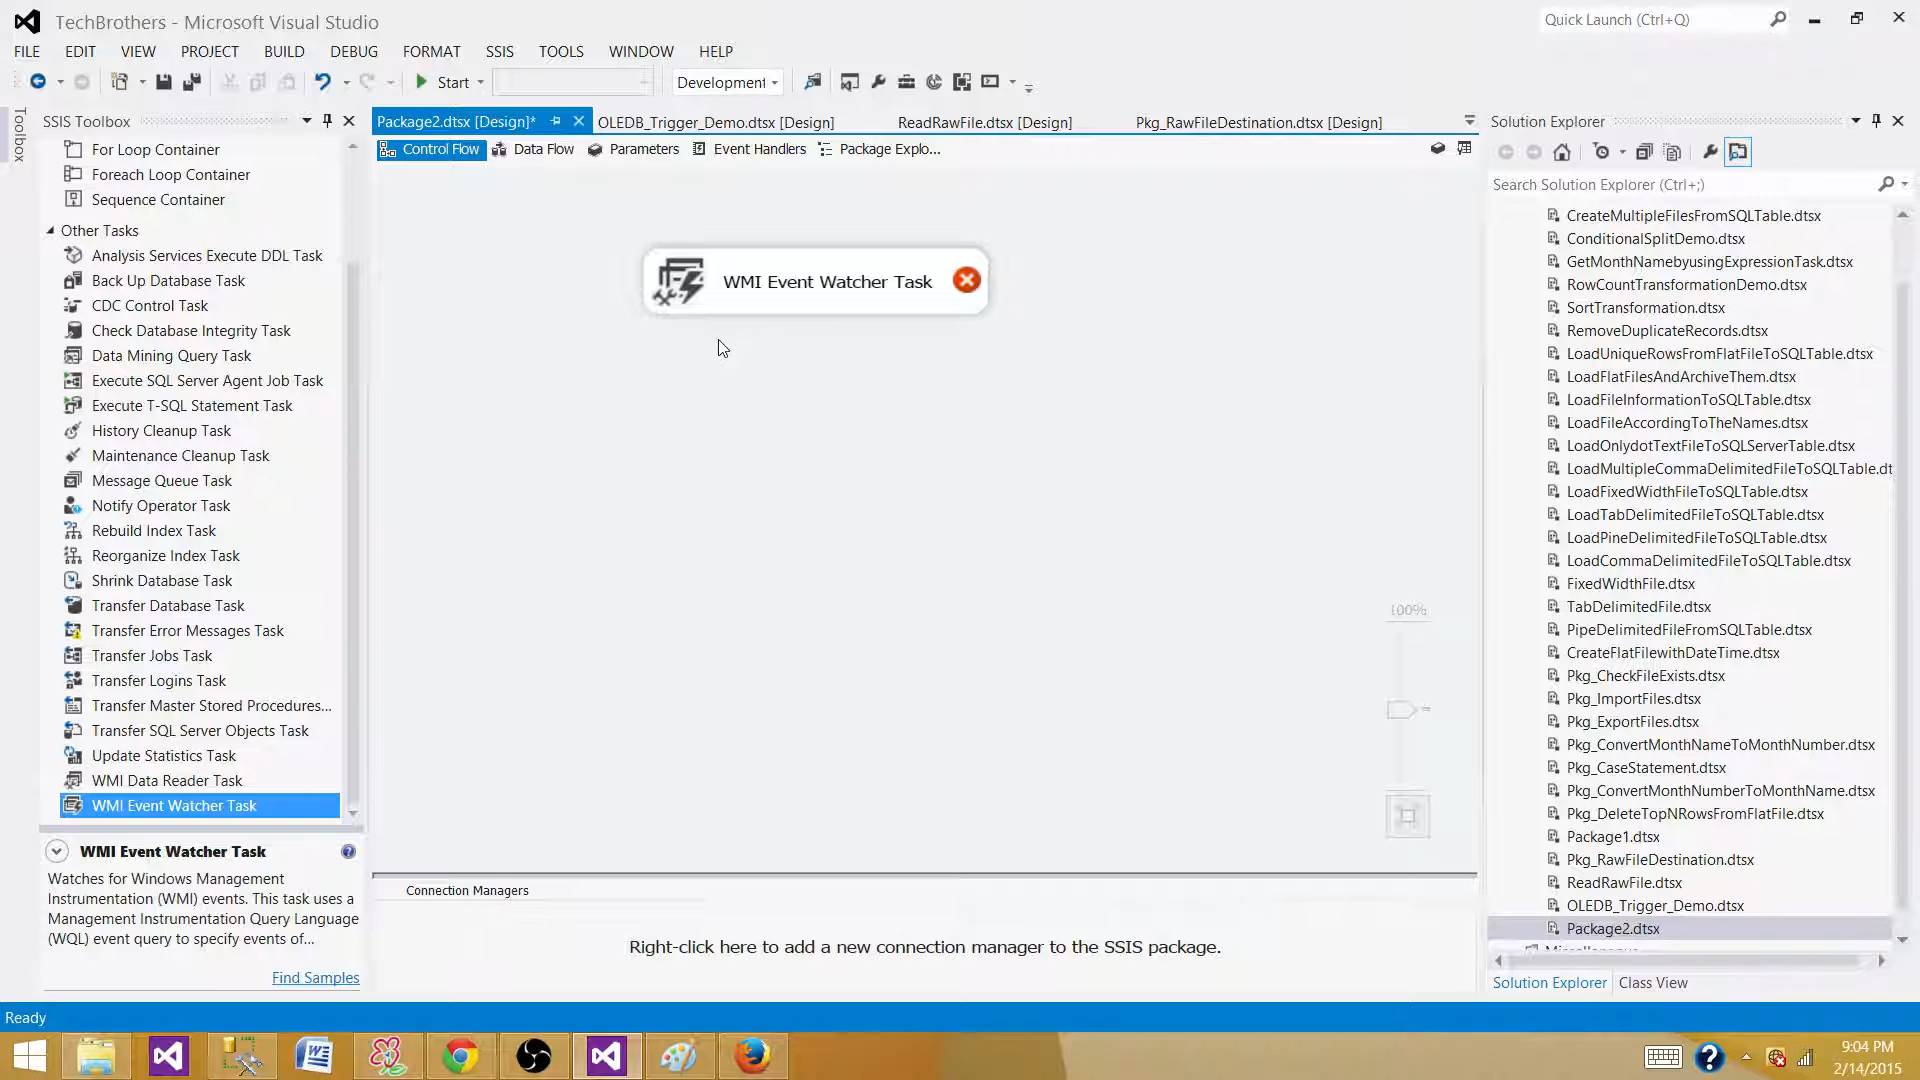 TechBrothers - Microsoft Visual Studio
Quick Launch (Ctrl+Q)
FILE EDIT VIEW PROJECT BUILD DEBUG FORMAT SSIS TOOLS WINDOW HELP
Start
Development
Toolbox
SSIS Toolbox
For Loop Container
Foreach Loop Container
Sequence Container
Other Tasks
Analysis Services Execute DDL Task
Back Up Database Task
CDC Control Task
Check Database Integrity Task
Data Mining Query Task
Execute SQL Server Agent Job Task
Execute T-SQL Statement Task
History Cleanup Task
Maintenance Cleanup Task
Message Queue Task
Notify Operator Task
Rebuild Index Task
Reorganize Index Task
Shrink Database Task
Transfer Database Task
Transfer Error Messages Task
Transfer Jobs Task
Transfer Logins Task
Transfer Master Stored Procedures...
Transfer SQL Server Objects Task
Update Statistics Task
WMI Data Reader Task
WMI Event Watcher Task
WMI Event Watcher Task
Watches for Windows Management
Instrumentation (WMI) events. This task uses a
Management Instrumentation Query Language
(WQL) event query to specify events of...
Find Samples
Package2.dtsx [Design]* OLEDB_Trigger_Demo.dtsx [Design] ReadRawFile.dtsx [Design] Pkg_RawFileDestination.dtsx [Design]
Control Flow Data Flow Parameters Event Handlers Package Explo...
WMI Event Watcher Task
100%
Connection Managers
Right-click here to add a new connection manager to the SSIS package.
Solution Explorer
Search Solution Explorer (Ctrl+;)
CreateMultipleFilesFromSQLTable.dtsx
ConditionalSplitDemo.dtsx
GetMonthNamebyusingExpressionTask.dtsx
RowCountTransformationDemo.dtsx
SortTransformation.dtsx
RemoveDuplicateRecords.dtsx
LoadUniqueRowsFromFlatFileToSQLTable.dtsx
LoadFlatFilesAndArchiveThem.dtsx
LoadFileInformationToSQLTable.dtsx
LoadFileAccordingToTheNames.dtsx
LoadOnlydotTextFileToSQLServerTable.dtsx
LoadMultipleCommaDelimitedFileToSQLTable.dt
LoadFixedWidthFileToSQLTable.dtsx
LoadTabDelimitedFileToSQLTable.dtsx
LoadPineDelimitedFileToSQLTable.dtsx
LoadCommaDelimitedFileToSQLTable.dtsx
FixedWidthFile.dtsx
TabDelimitedFile.dtsx
PipeDelimitedFileFromSQLTable.dtsx
CreateFlatFilewithDateTime.dtsx
Pkg_CheckFileExists.dtsx
Pkg_ImportFiles.dtsx
Pkg_ExportFiles.dtsx
Pkg_ConvertMonthNameToMonthNumber.dtsx
Pkg_CaseStatement.dtsx
Pkg_ConvertMonthNumberToMonthName.dtsx
Pkg_DeleteTopNRowsFromFlatFile.dtsx
Package1.dtsx
Pkg_RawFileDestination.dtsx
ReadRawFile.dtsx
OLEDB_Trigger_Demo.dtsx
Package2.dtsx
Solution Explorer Class View
Ready
9:04 PM
2/14/2015